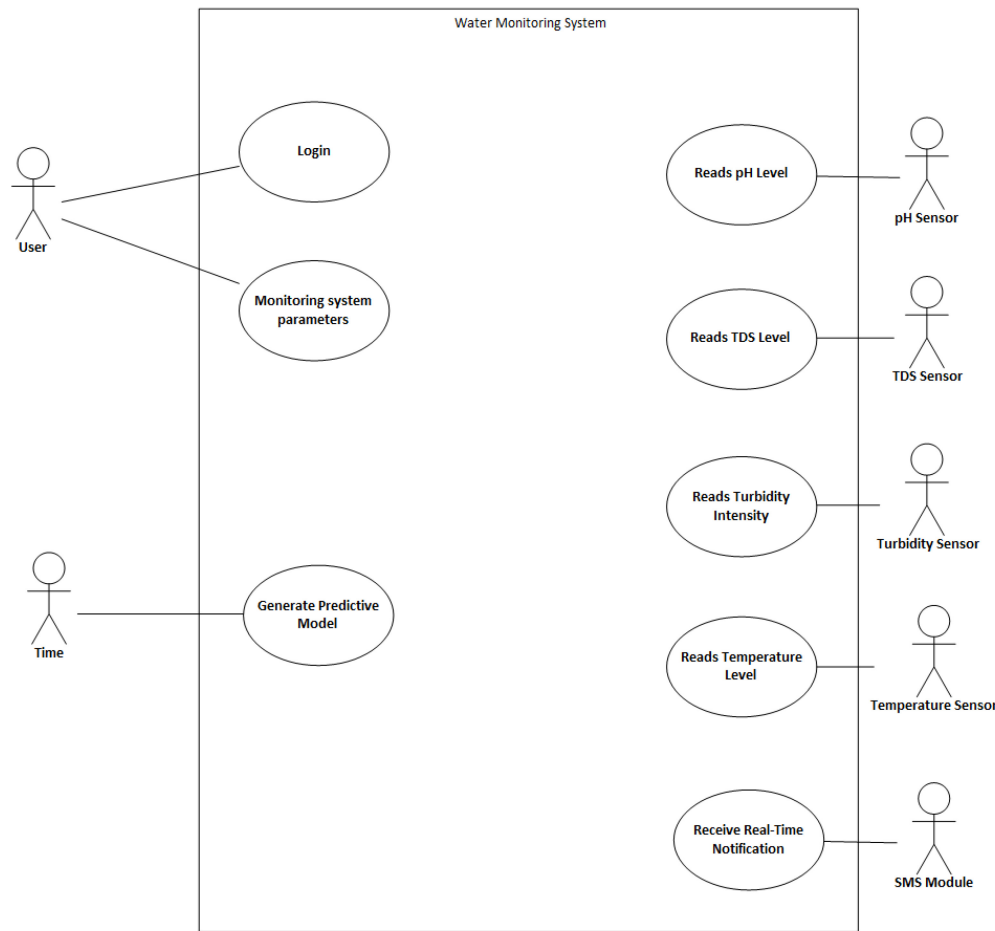 Water Monitoring System
Login
User
Monitoring system
parameters
Generate Predictive
Model
Time
Reads pH Level
pH Sensor
Reads TDS Level
TDS Sensor
Reads Turbidity
Intensity
Turbidity Sensor
Reads Temperature
Level
Temperature Sensor
Receive Real-Time
Notification
SMS Module